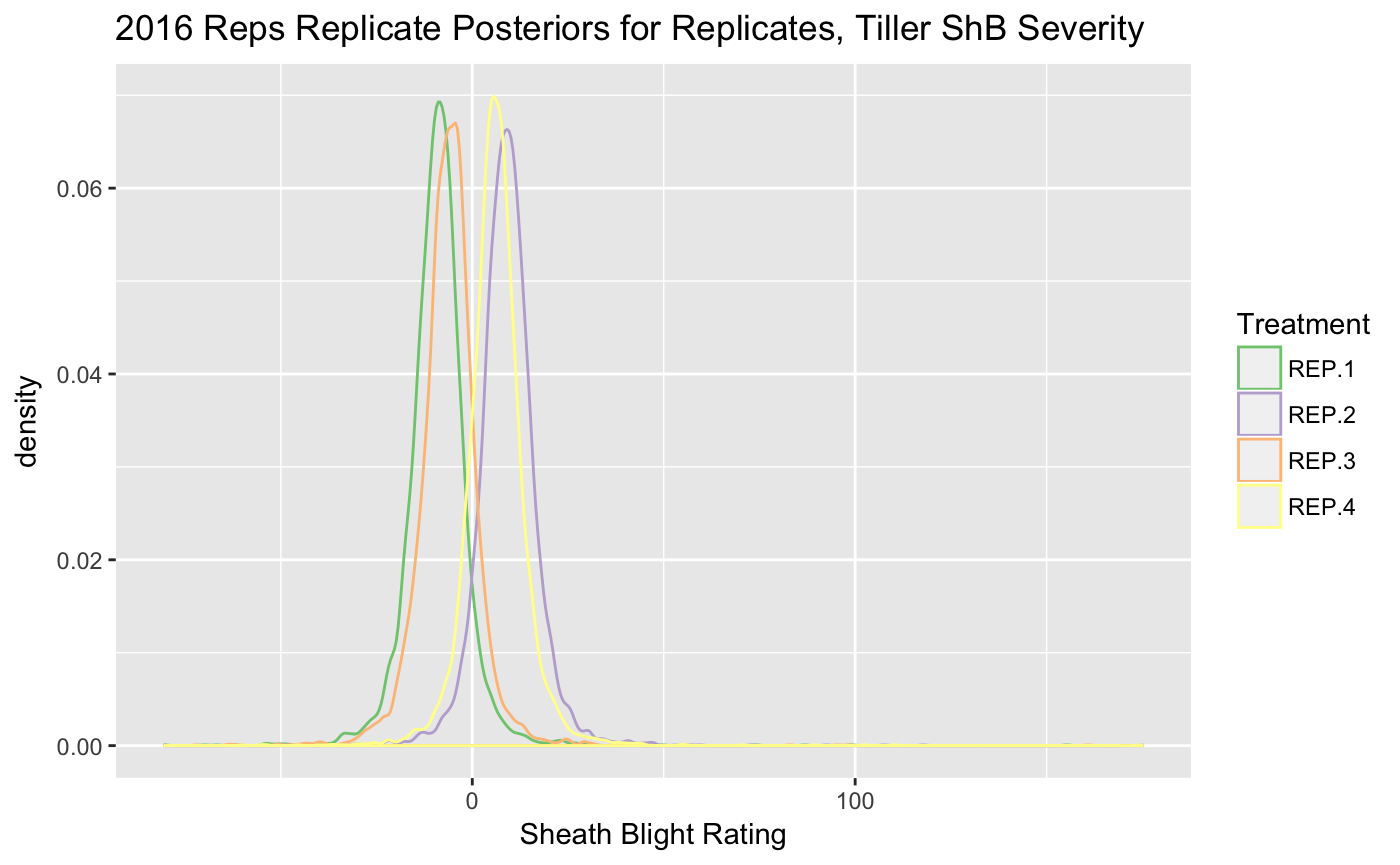 2016 Reps Replicate Posteriors for Replicates, Tiller ShB Severity
density
0.06
0.04
0.02
0.00
0
100
Sheath Blight Rating
Treatment
REP.1
REP.2
REP.3
REP.4